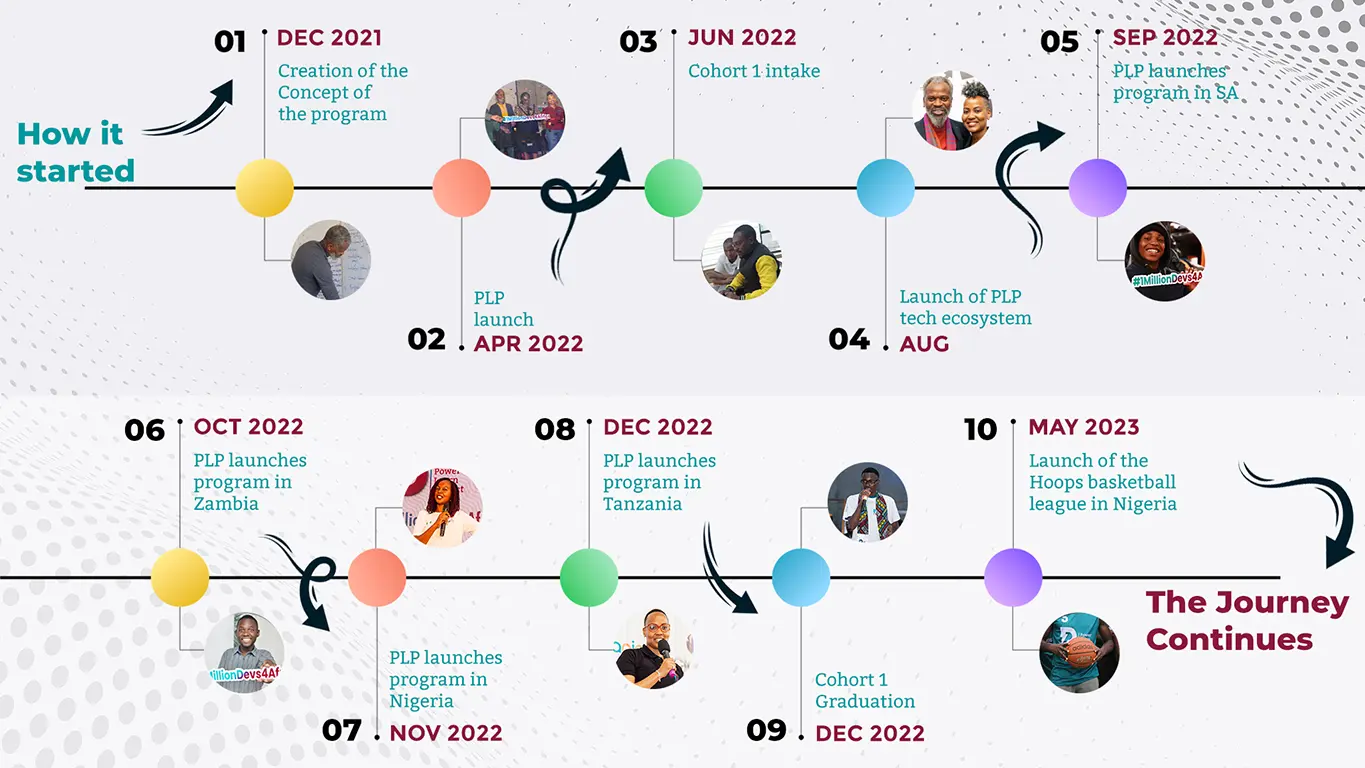 How it
started
01
DEC 2021
Creation of the
Concept of
the program
PLP
launch
02
APR 2022
03
JUN 2022
Cohort 1 intake
Launch of PLP
tech ecosystem
04
AUG
05
SEP 2022
PLP launches
program in SA
#1MillionDevs4A
06
OCT 2022
PLP launches
program in
Zambia
illionDevs4Af
Power
PLP launches
program in
Nigeria
07
NOV 2022
08
DEC 2022
PLP launches
program in
Tanzania
Cohort 1
Graduation
09
DEC 2022
10
MAY 2023
Launch of the
Hoops basketball
league in Nigeria
The Journey
Continues